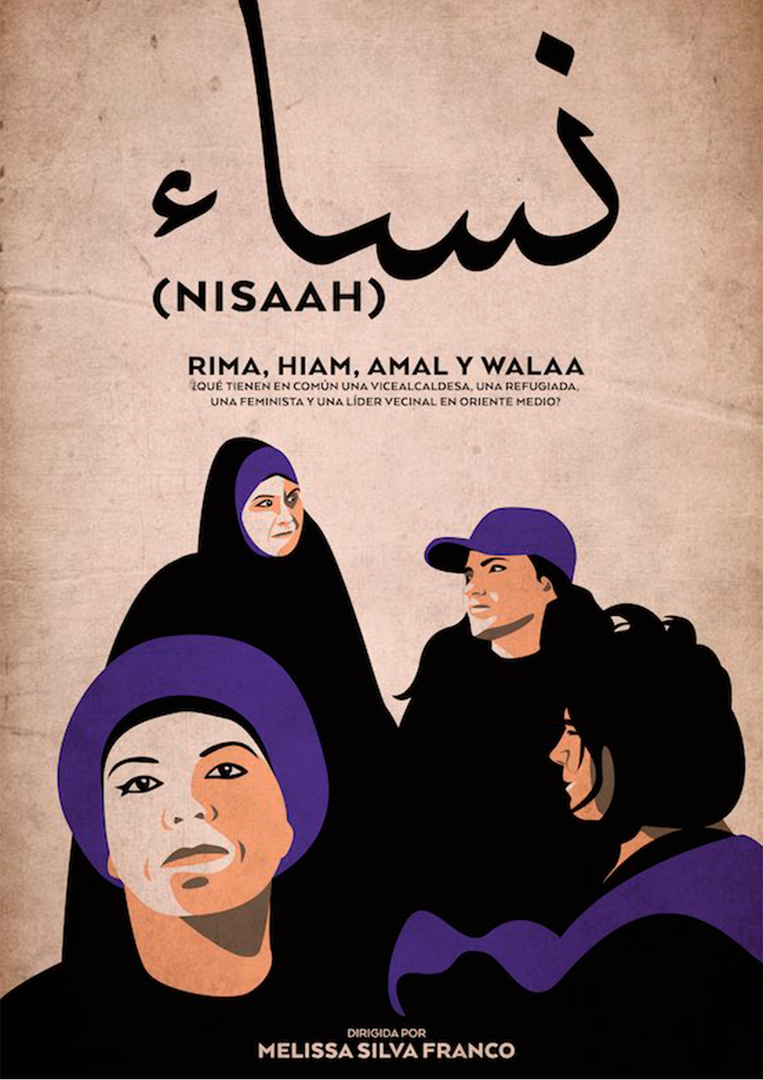 نساء
(NISAAH)
RIMA, HIAM, AMAL Y WALAA
¿QUÉ TIENEN EN COMÚN UNA VICEALCALDESA, UNA REFUGIADA,
UNA FEMINISTA Y UNA LÍDER VECINAL EN ORIENTE MEDIO?
DIRIGIDA POR
MELISSA SILVA FRANCO